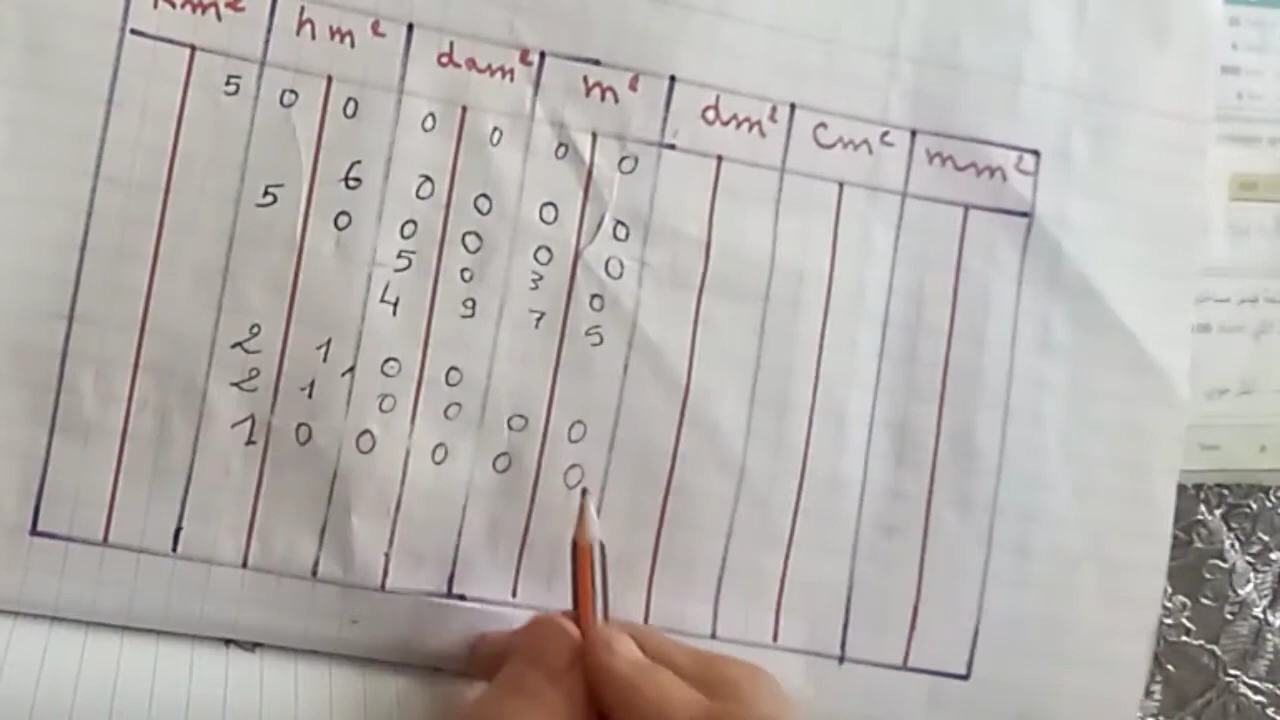 km² hm² dam² m² dm² cm² mm²
5 0 0 0 0 0 0
6 0 0 0 0
5 0 0 0 0 0
5 0 3 0
4 9 7 5
2 1 0 0
2 1 0 0 0 0
1 0 0 0 0 0